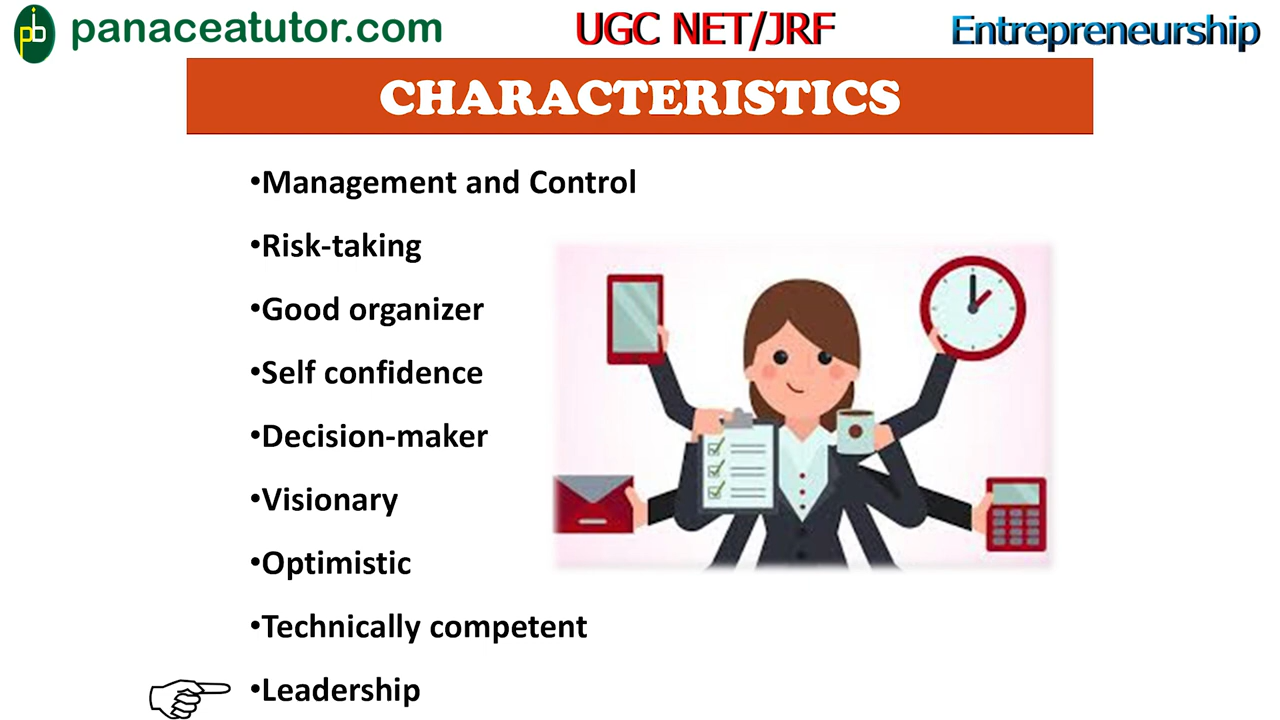 pb panaceatutor.com UGC NET/JRF Entrepreneurship
CHARACTERISTICS
•Management and Control
•Risk-taking
•Good organizer
•Self confidence
•Decision-maker
•Visionary
•Optimistic
•Technically competent
•Leadership